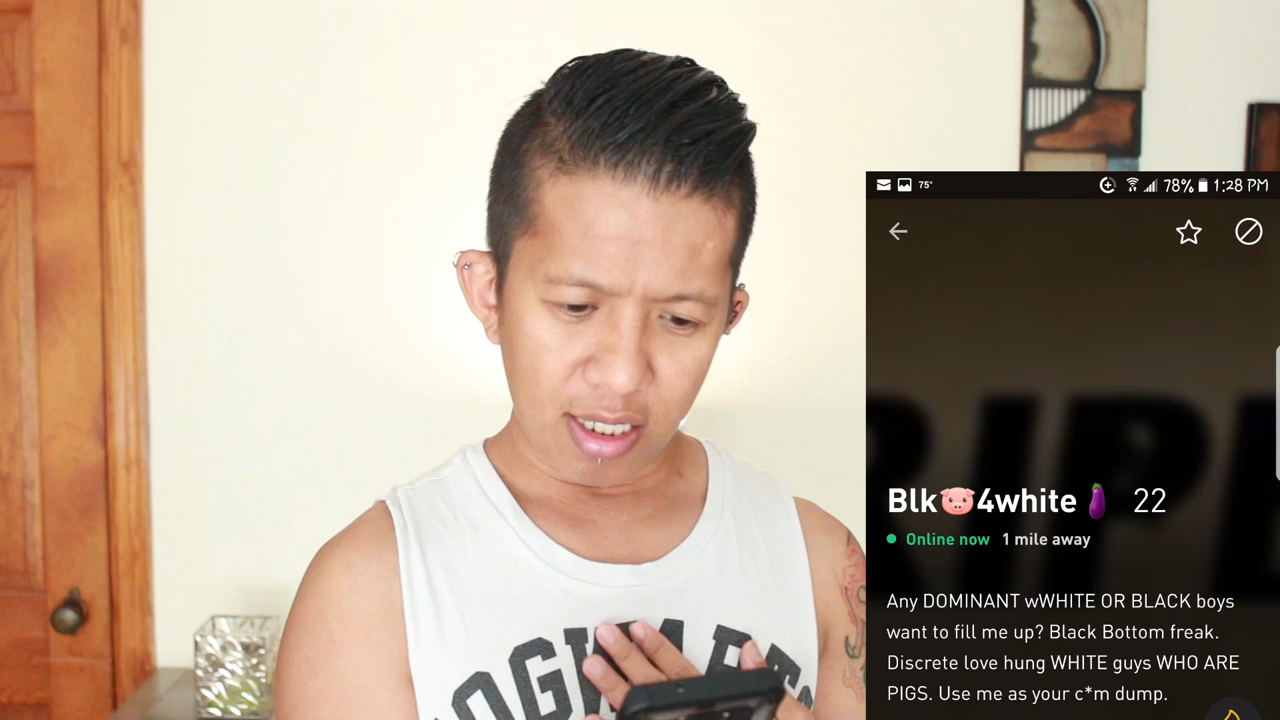 75°
78% 1:28 PM
Blk🐷4white🍆 22
Online now 1 mile away
Any DOMINANT wWHITE OR BLACK boys
want to fill me up? Black Bottom freak.
Discrete love hung WHITE guys WHO ARE
PIGS. Use me as your c*m dump.